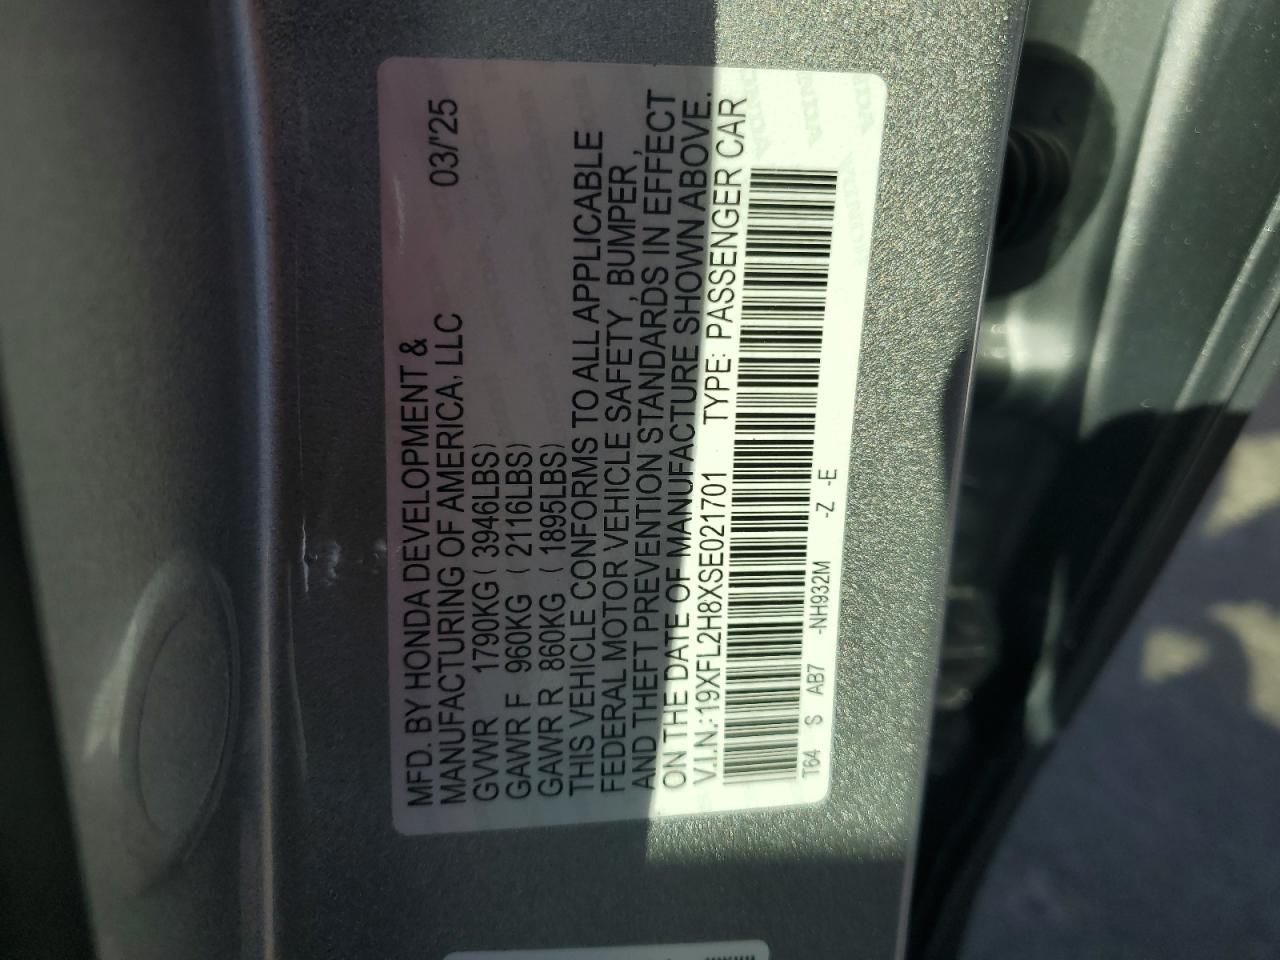 MFD. BY HONDA DEVELOPMENT &
MANUFACTURING OF AMERICA, LLC 03/"25
GVWR 1790KG ( 3946LBS)
GAWR F 960KG ( 2116LBS)
GAWR R 860KG ( 1895LBS)
THIS VEHICLE CONFORMS TO ALL APPLICABLE
FEDERAL MOTOR VEHICLE SAFETY, BUMPER,
AND THEFT PREVENTION STANDARDS IN EFFECT
ON THE DATE OF MANUFACTURE SHOWN ABOVE.
V.I.N.:19XFL2H8XSE021701 TYPE: PASSENGER CAR
T64 S AB7 -NH932M -Z -E